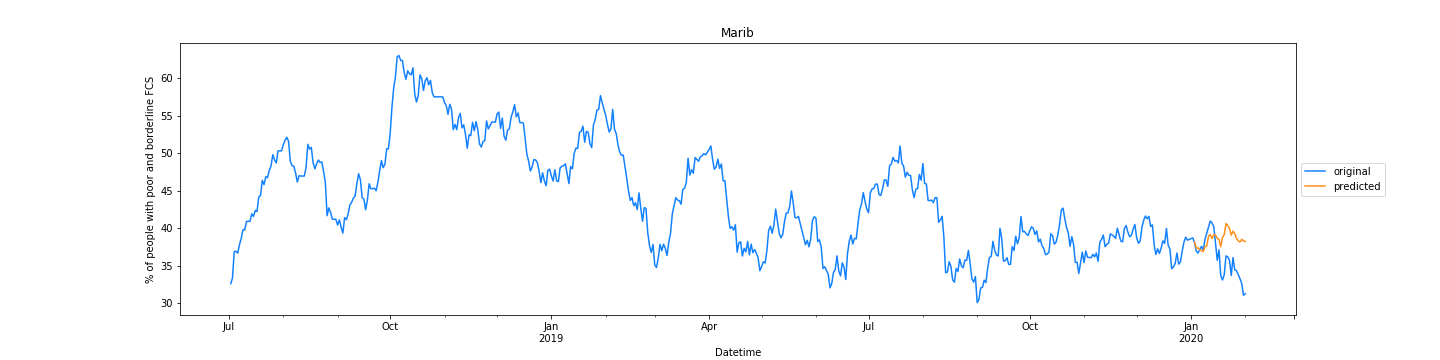 Marib
% of people with poor and borderline FCS
60
55
50
45
40
35
30
Jul
Oct
Jan
2019
Apr
Jul
Oct
Jan
2020
Datetime
original
predicted